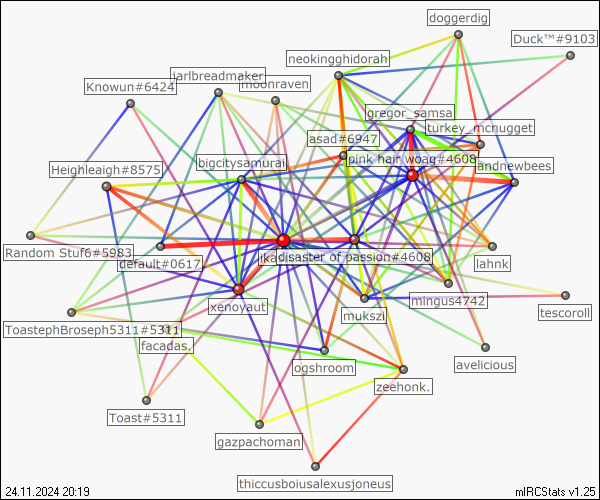 doggerdig
Duck™#9103
neokingghidorah
jarlbreadmaker
moonraven
Knowun#6424
gregor_samsa
turkey_mcnugget
asad#6947
pink hair woag#4608
landnewbees
bigcitysamurai
Heighleaigh#8575
Random Stuf6#5983
default#0617
disaster of passion#4608
lahnk
xenoyaut
mukszi
mingus4742
tescoroll
ToastephBroseph5311#5311
facadas.
ogshroom
avelicious
zeehonk.
Toast#5311
gazpachoman
thiccusboiusalexusjoneus
24.11.2024 20:19
mIRCStats v1.25